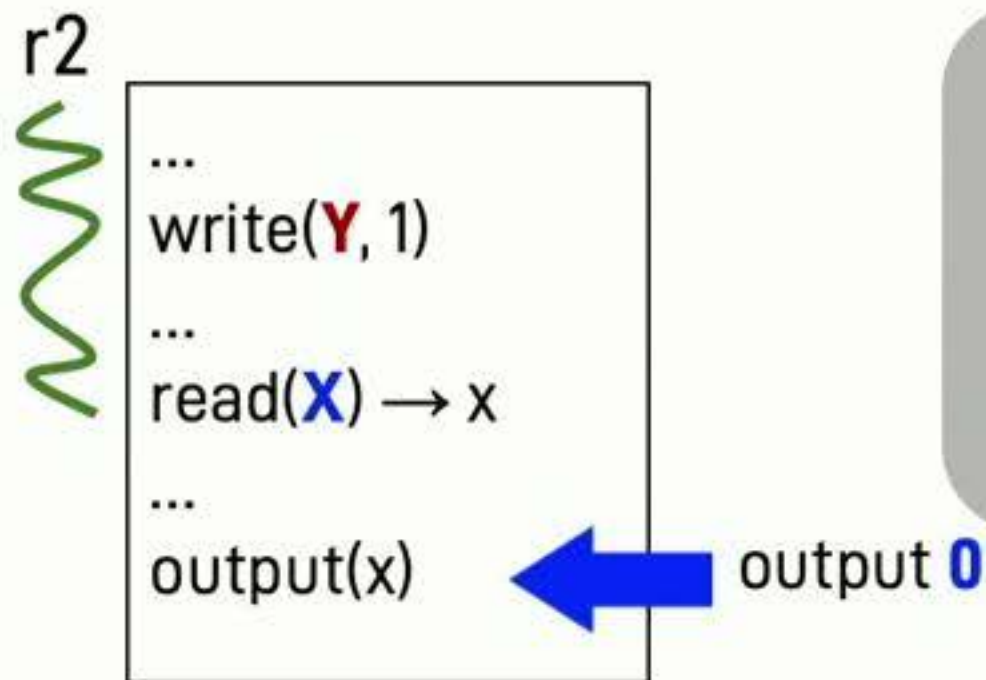 r2
...
write(Y, 1)
...
read(X) → x
...
output(x)
output 0